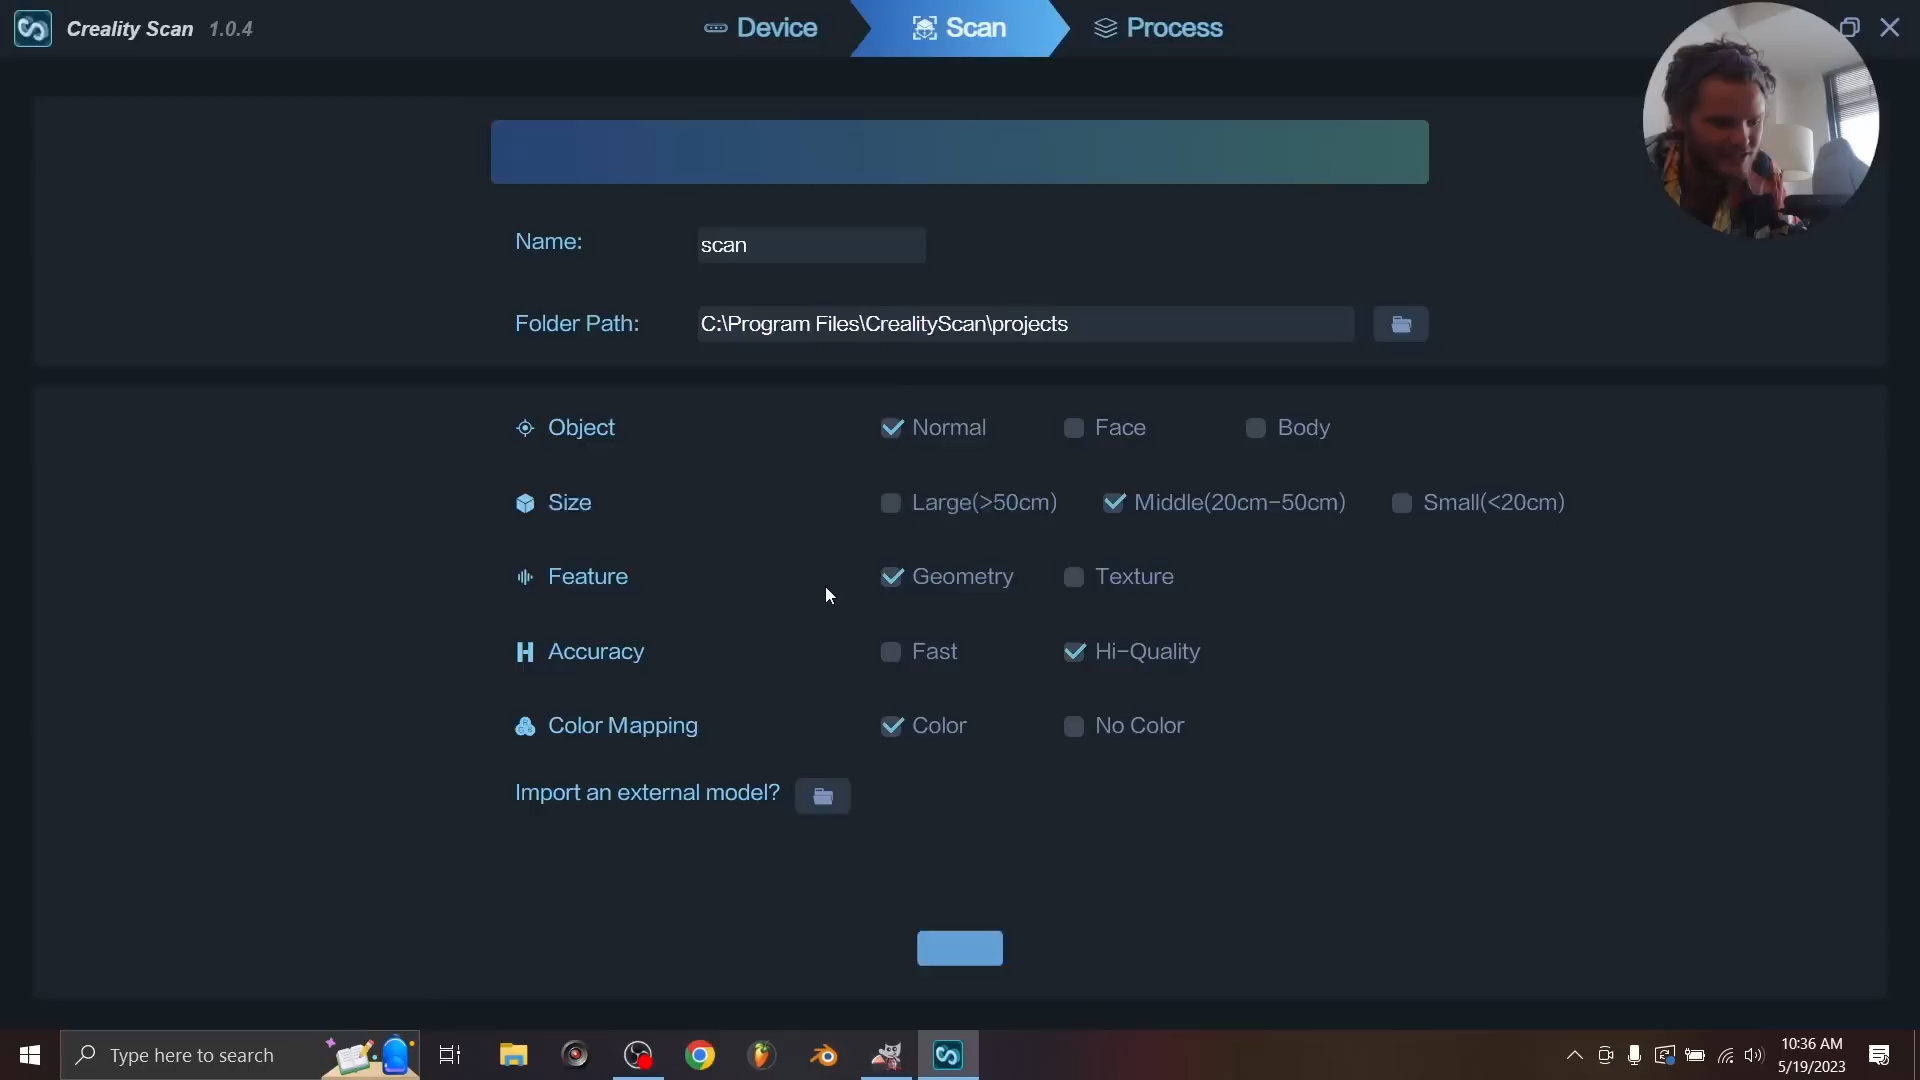 Creality Scan 1.0.4
Device
Scan
Process
Name:
scan
Folder Path:
C:\Program Files\CrealityScan\projects
Object
Normal
Face
Body
Size
Large(>50cm)
Middle(20cm-50cm)
Small(<20cm)
Feature
Geometry
Texture
Accuracy
Fast
Hi-Quality
Color Mapping
Color
No Color
Import an external model?
Type here to search
10:36 AM
5/19/2023